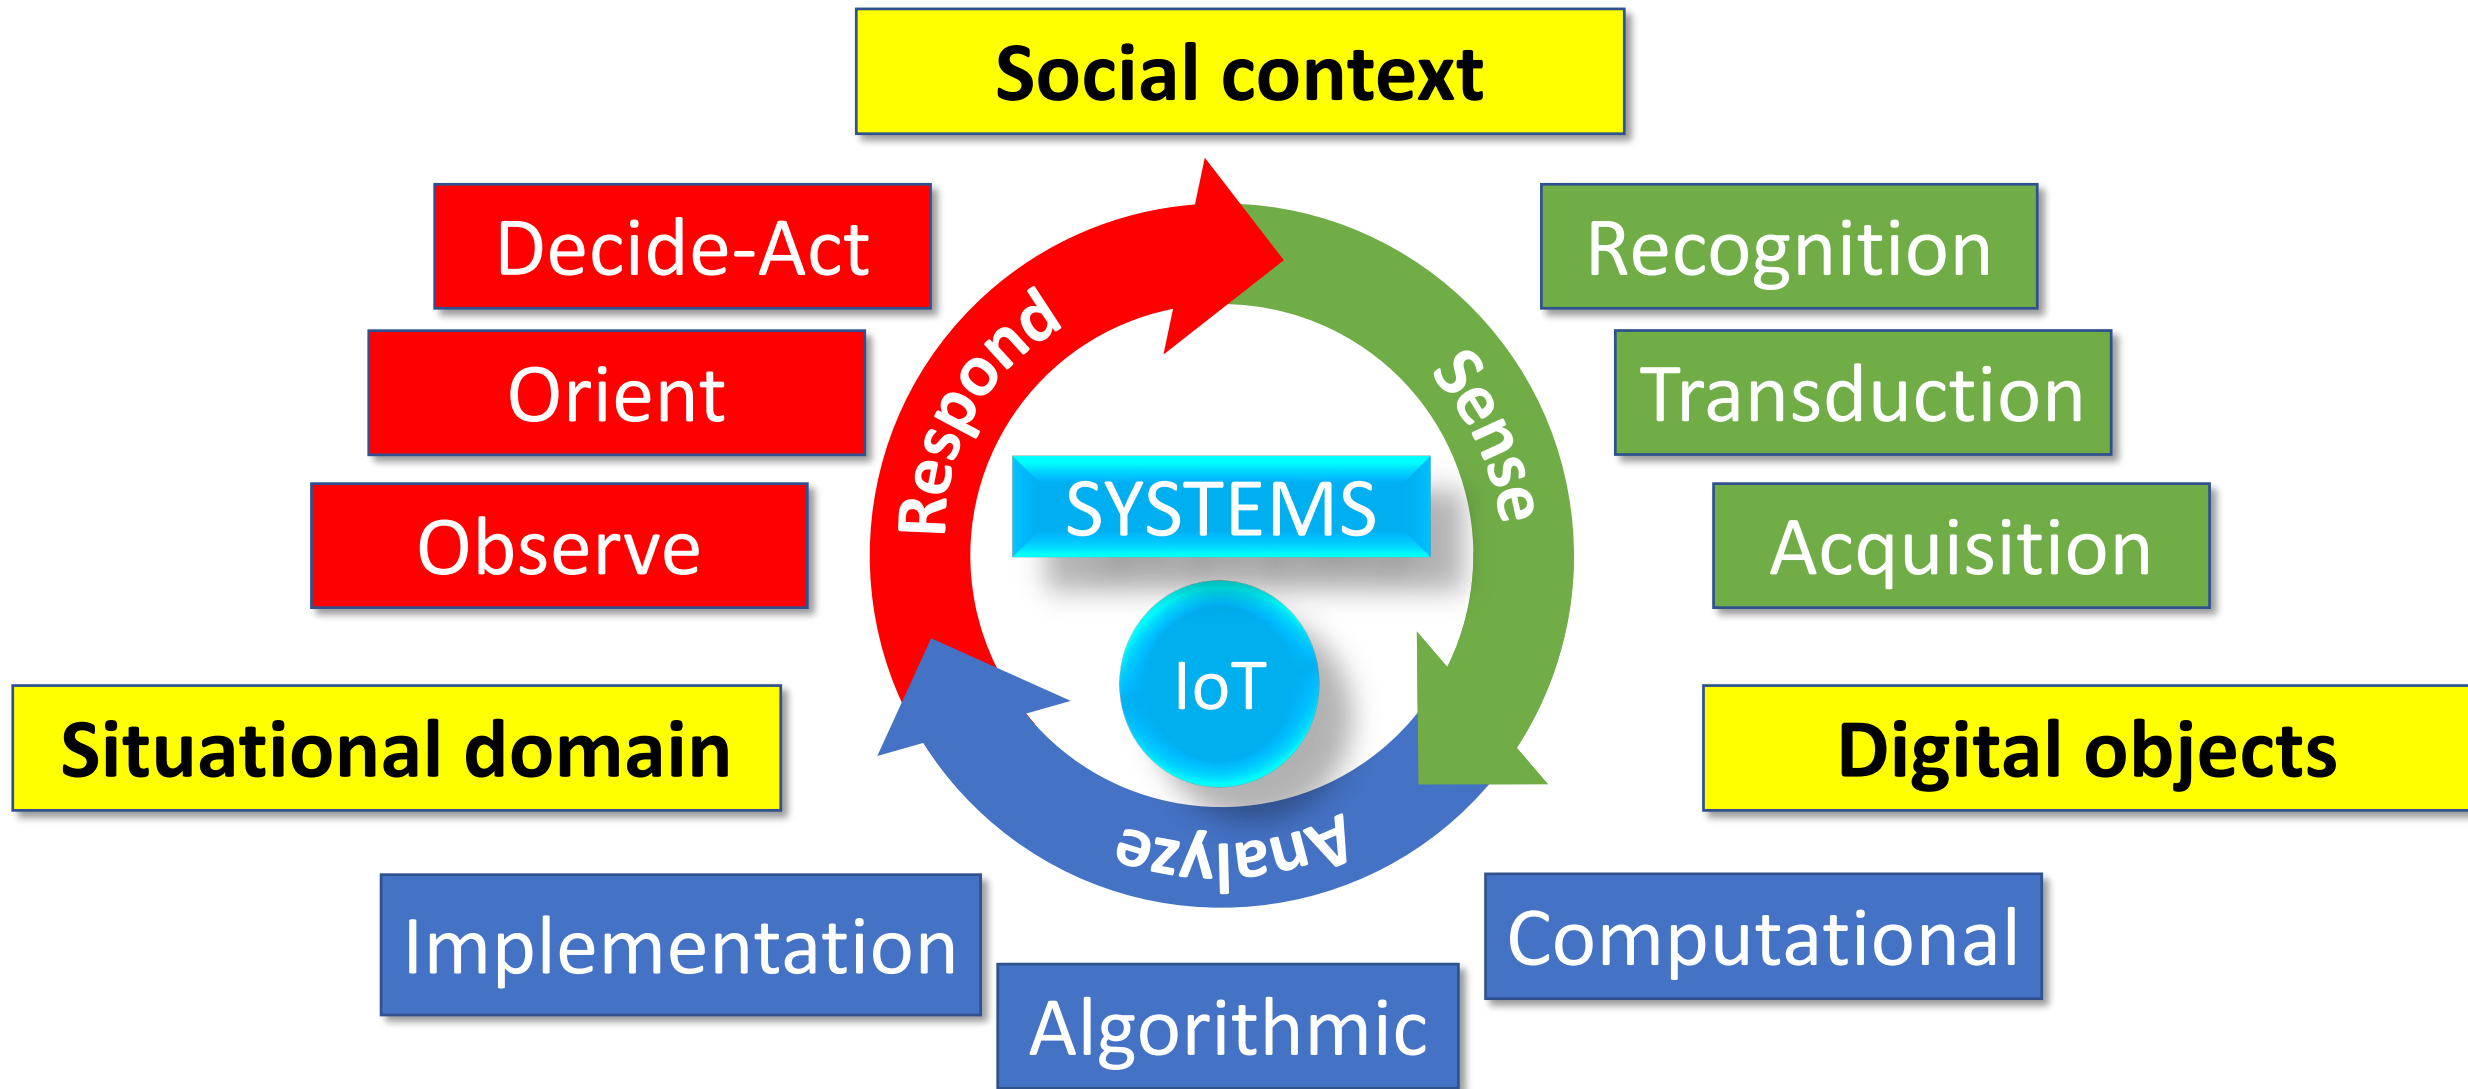 Social context
Decide-Act
Recognition
Orient
Transduction
Respond
Sense
SYSTEMS
Observe
Acquisition
IoT
Situational domain
Digital objects
Analyze
Implementation
Computational
Algorithmic